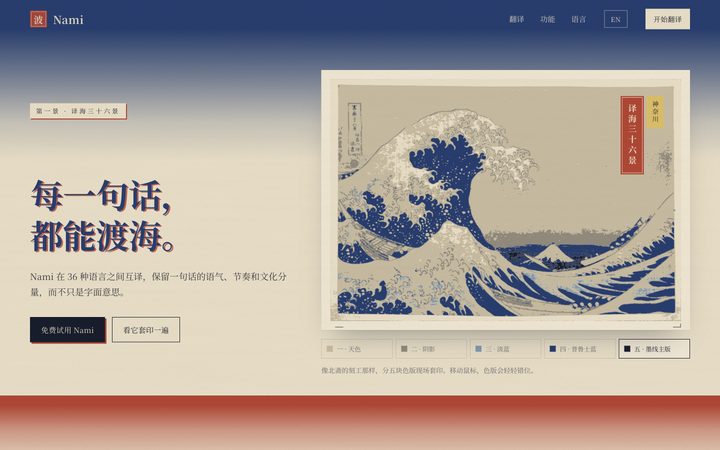 波 Nami
翻译 功能 语言 EN 开始翻译
第一景 · 译海三十六景
每一句话,
都能渡海。
Nami 在 36 种语言之间互译，保留一句话的语气、节奏和文化分
量，而不只是字面意思。
免费试用 Nami 看它套印一遍
译海三十六景
神奈川
一 · 天色 二 · 阴影 三 · 淡蓝 四 · 普鲁士蓝 五 · 墨线主版
像北斋的刻工那样，分五块色版现场套印。移动鼠标，色版会轻轻错位。